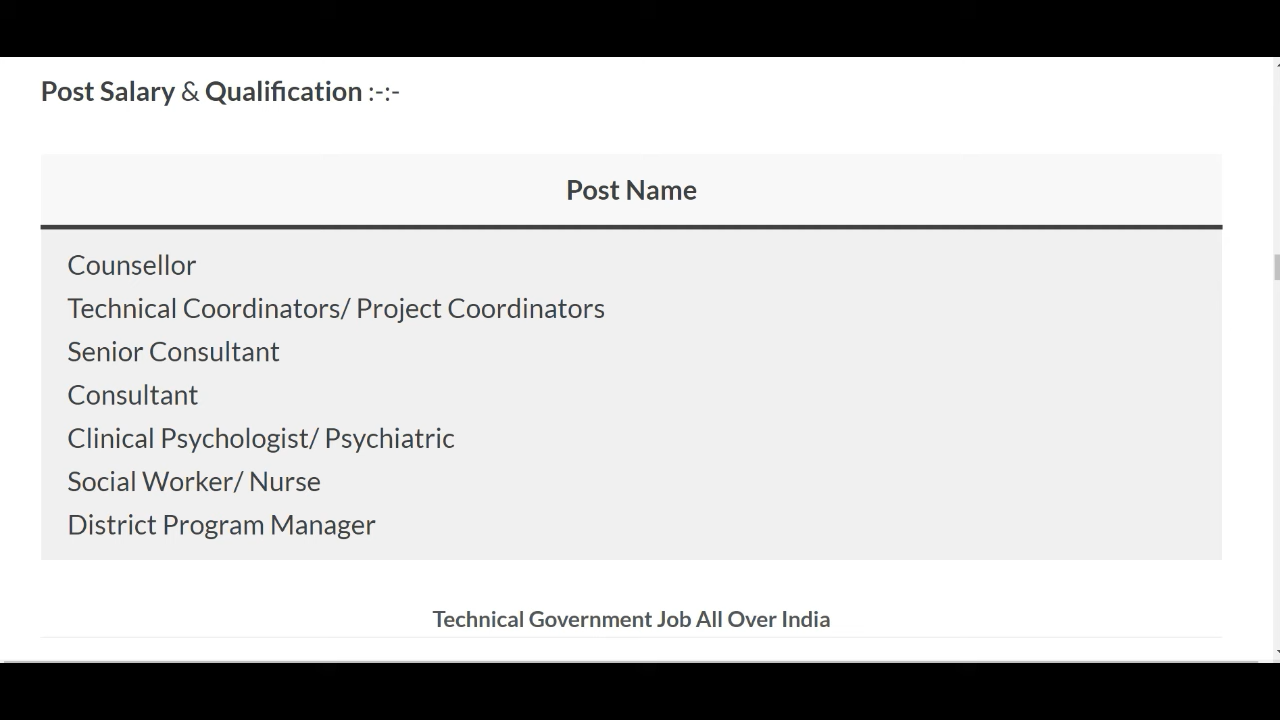 Post Salary & Qualification :-:-
Post Name
Counsellor
Technical Coordinators/ Project Coordinators
Senior Consultant
Consultant
Clinical Psychologist/ Psychiatric
Social Worker/ Nurse
District Program Manager
Technical Government Job All Over India